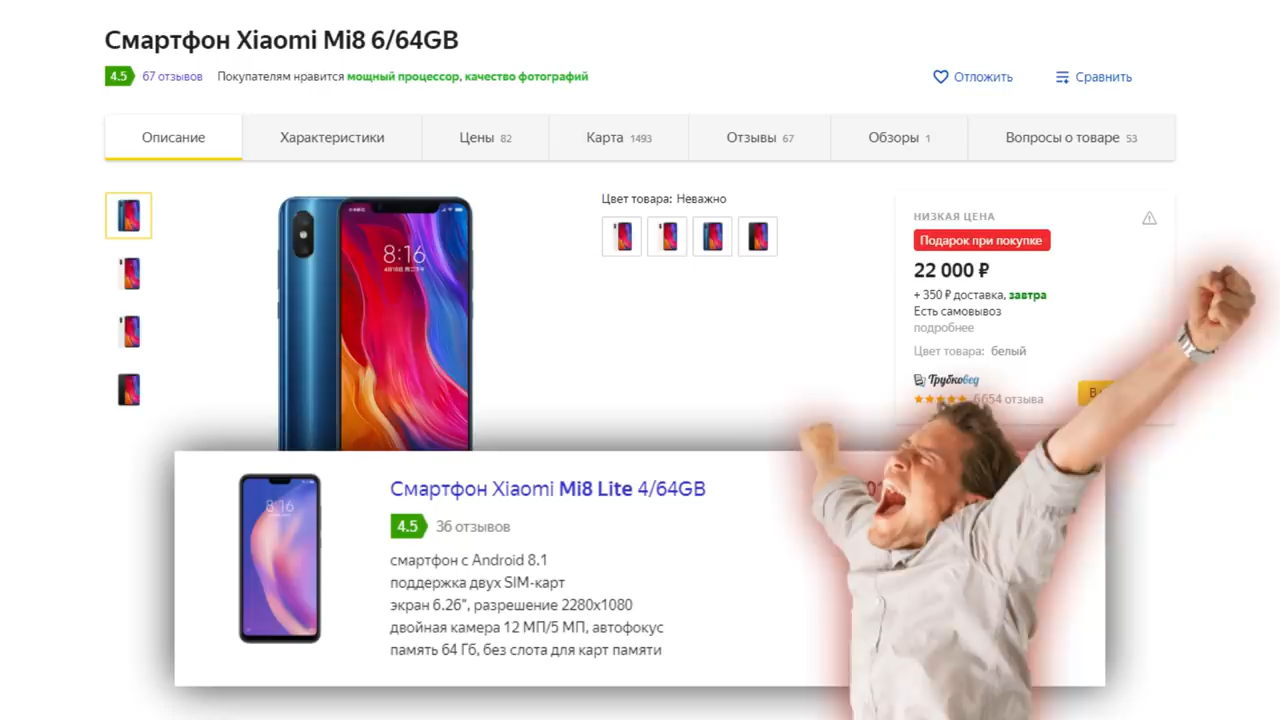 Смартфон Xiaomi Mi8 6/64GB
4.5 67 отзывов Покупателям нравится мощный процессор, качество фотографий
Отложить Сравнить
Описание Характеристики Цены 82 Карта 1493 Отзывы 67 Обзоры 1 Вопросы о товаре 53
Цвет товара: Неважно
НИЗКАЯ ЦЕНА
Подарок при покупке
22 000 ₽
+ 350 ₽ доставка, завтра
Есть самовывоз
подробнее
Цвет товара: белый
Трубковед
6654 отзыва
8:16
Смартфон Xiaomi Mi8 Lite 4/64GB
4.5 36 отзывов
8:16
смартфон с Android 8.1
поддержка двух SIM-карт
экран 6.26", разрешение 2280x1080
двойная камера 12 МП/5 МП, автофокус
память 64 Гб, без слота для карт памяти